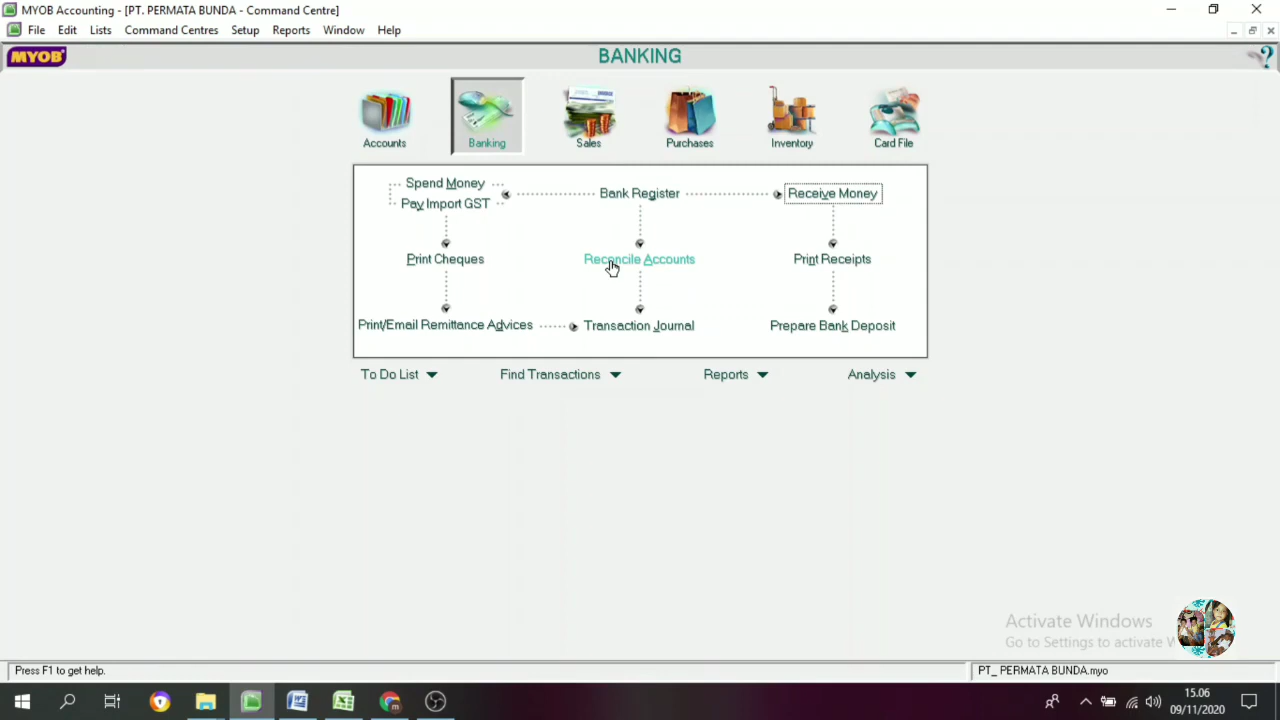 MYOB Accounting - [PT. PERMATA BUNDA - Command Centre]
File Edit Lists Command Centres Setup Reports Window Help
MYOB
BANKING
Accounts Banking Sales Purchases Inventory Card File
Spend Money
Pay Import GST
Bank Register
Receive Money
Print Cheques
Reconcile Accounts
Print Receipts
Print/Email Remittance Advices
Transaction Journal
Prepare Bank Deposit
To Do List Find Transactions Reports Analysis
Activate Windows
Go to Settings to activate
Press F1 to get help.
PT_ PERMATA BUNDA.myo
15.06
09/11/2020